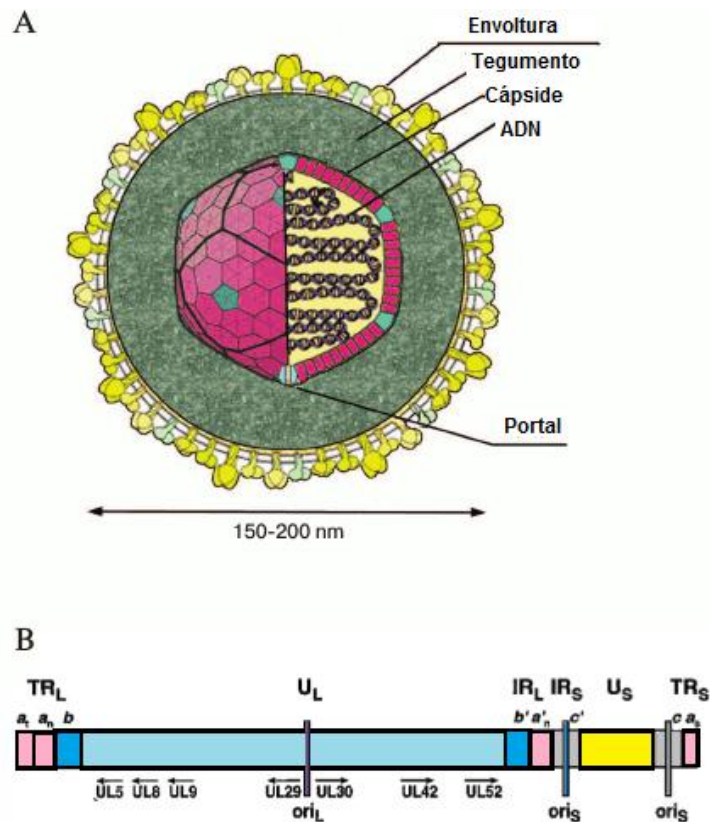 A
Envoltura
Tegumento
Cápside
ADN
Portal
150-200 nm
B
TRL UL IRL IRS US TRS
at an b b' a'n c' c as
UL5 UL8 UL9 UL29 UL30 UL42 UL52
oriL oriS oriS